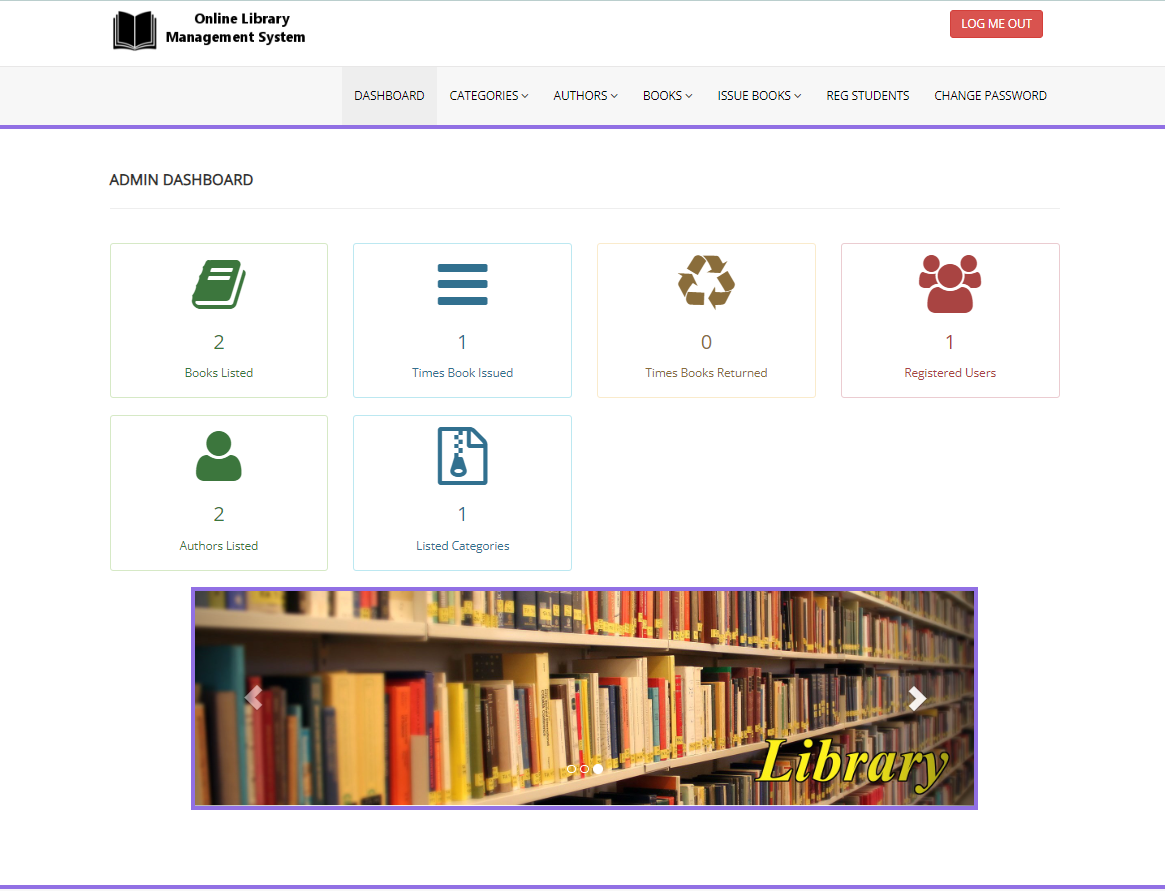 Online Library
Management System
LOG ME OUT
DASHBOARD
CATEGORIES
AUTHORS
BOOKS
ISSUE BOOKS
REG STUDENTS
CHANGE PASSWORD
ADMIN DASHBOARD
2
Books Listed
1
Times Book Issued
0
Times Books Returned
1
Registered Users
2
Authors Listed
1
Listed Categories
Library